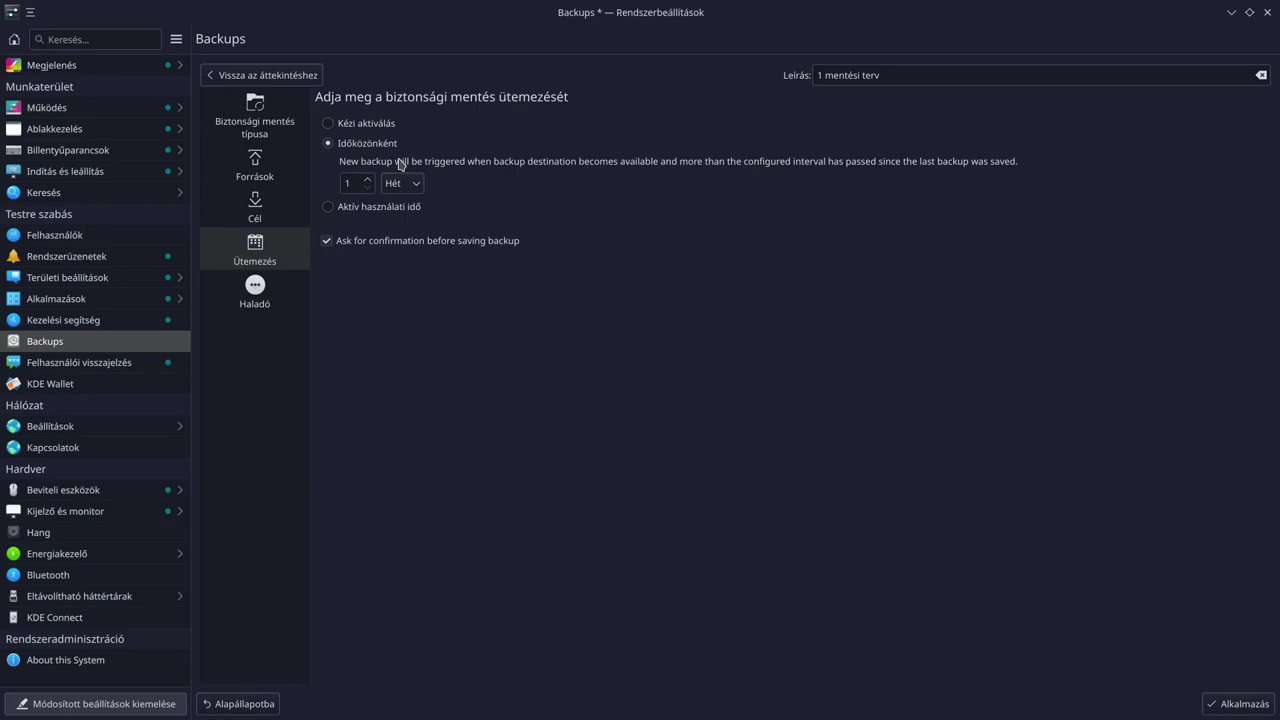 Backups * — Rendszerbeállítások
Keresés...
Backups
Megjelenés
Munkaterület
Működés
Ablakkezelés
Billentyűparancsok
Indítás és leállítás
Keresés
Testre szabás
Felhasználók
Rendszerüzenetek
Területi beállítások
Alkalmazások
Kezelési segítség
Backups
Felhasználói visszajelzés
KDE Wallet
Hálózat
Beállítások
Kapcsolatok
Hardver
Beviteli eszközök
Kijelző és monitor
Hang
Energiakezelő
Bluetooth
Eltávolítható háttértárak
KDE Connect
Rendszeradminisztráció
About this System
Módosított beállítások kiemelése
Vissza az áttekintéshez
Leírás: 1 mentési terv
Biztonsági mentés
típusa
Források
Cél
Ütemezés
Haladó
Adja meg a biztonsági mentés ütemezését
Kézi aktiválás
Időközönként
New backup will be triggered when backup destination becomes available and more than the configured interval has passed since the last backup was saved.
1 Hét
Aktív használati idő
Ask for confirmation before saving backup
Alapállapotba
Alkalmazás